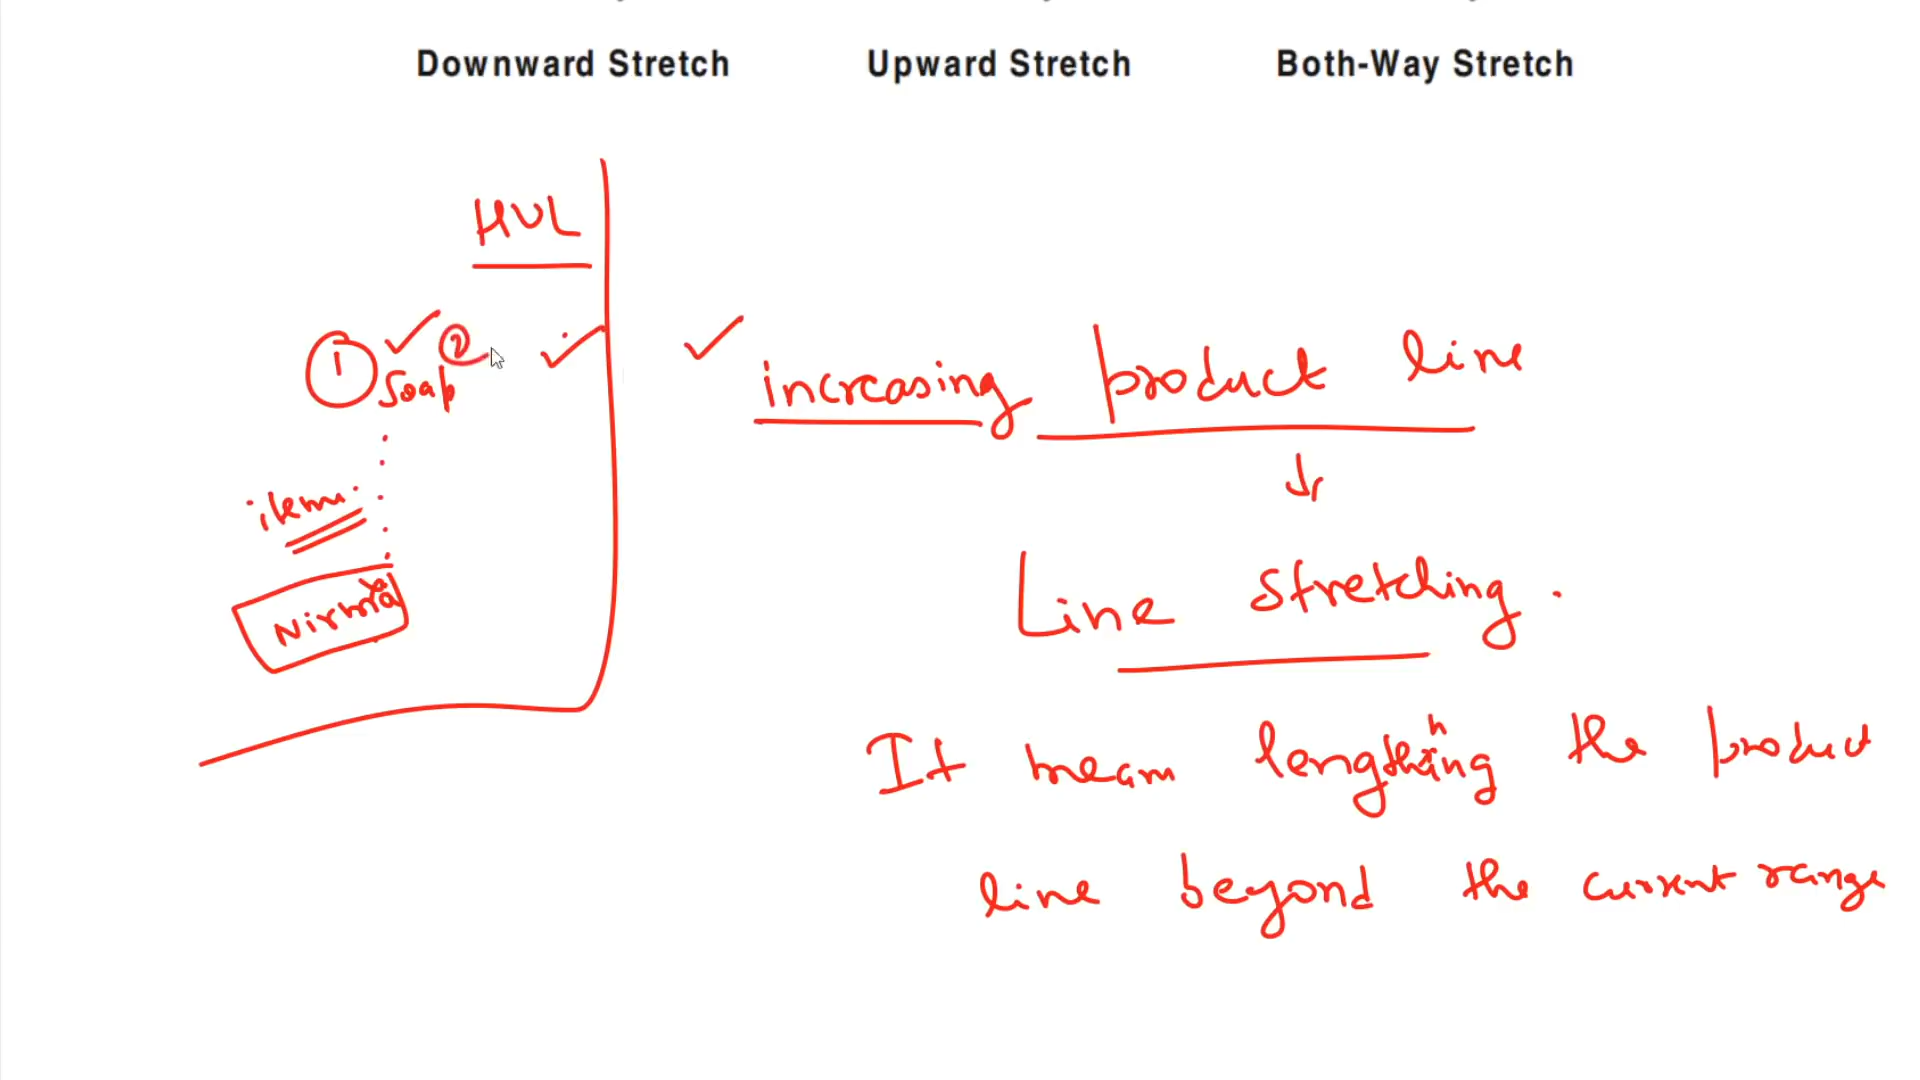 Downward Stretch Upward Stretch Both-Way Stretch
HUL
1 Soap 2
items
Nirma
increasing product line
Line stretching.
It mean lengthning the product
line beyond the current range